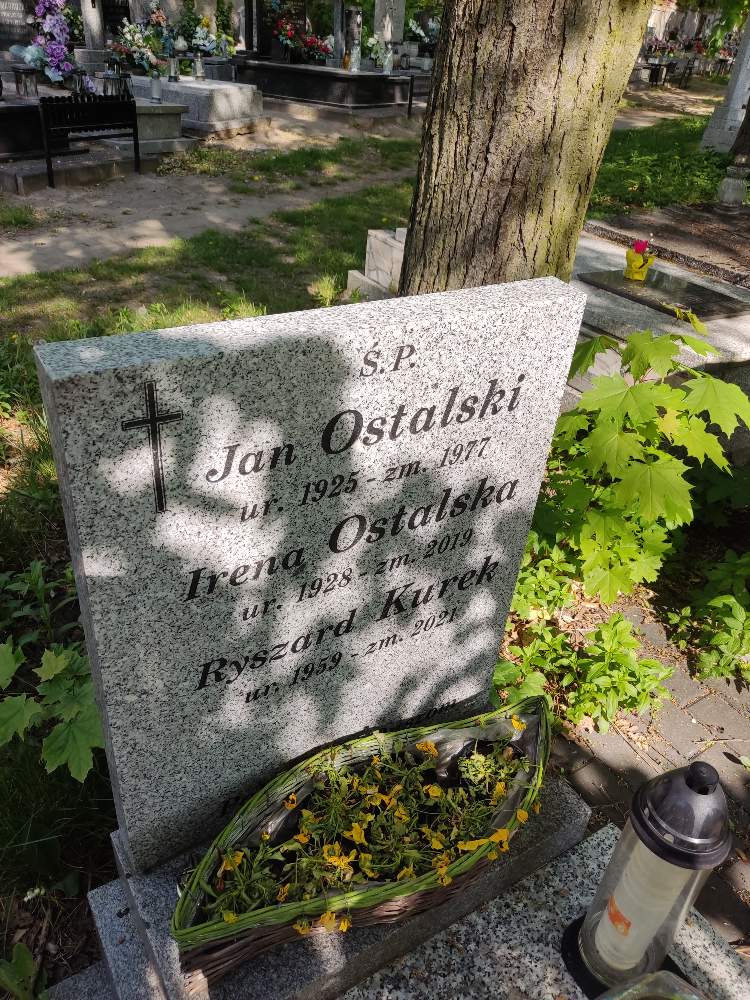 Ś.P.
Jan Ostalski
ur. 1925 - zm. 1977
Irena Ostalska
ur. 1928 - zm. 2019
Ryszard Kurek
ur. 1959 - zm. 2021